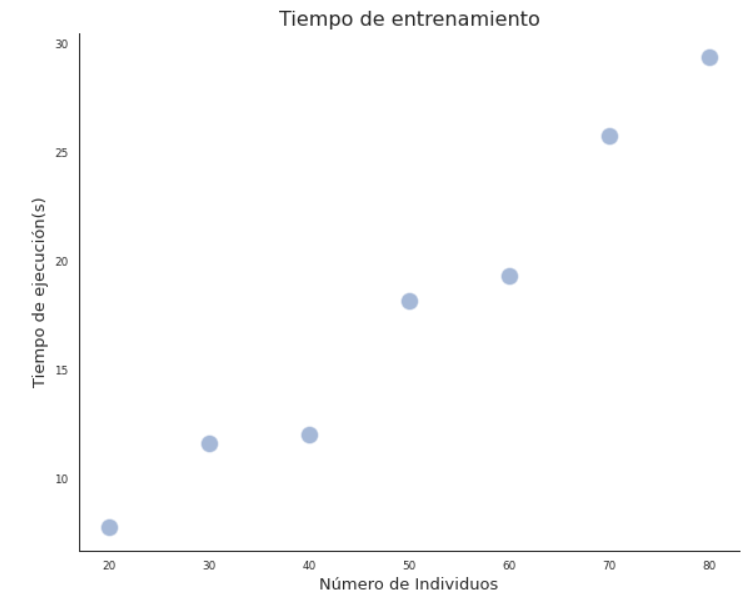 Tiempo de entrenamiento
30
25
20
15
10
Tiempo de ejecución(s)
20 30 40 50 60 70 80
Número de Individuos